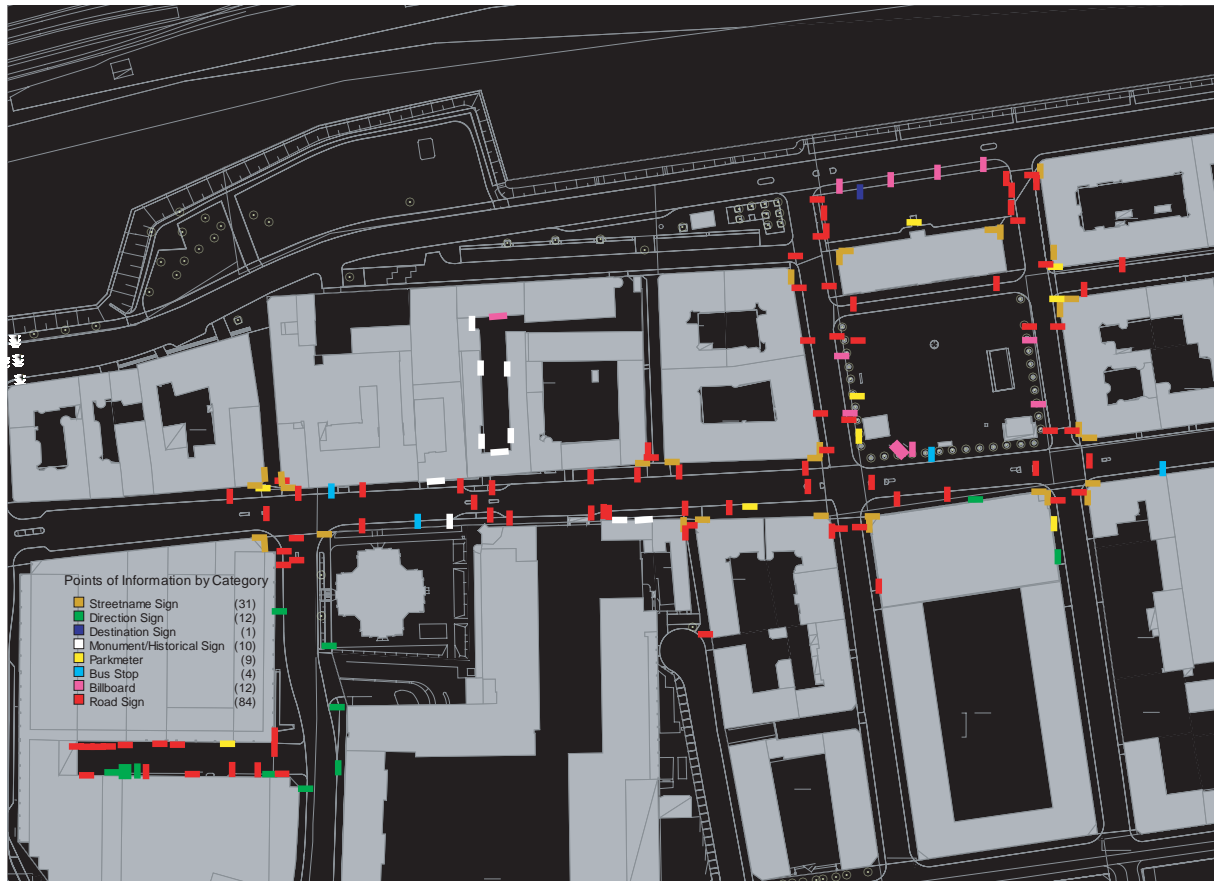 Points of Information by Category
Streetname Sign (31)
Direction Sign (12)
Destination Sign (1)
Monument/Historical Sign (10)
Parkmeter (9)
Bus Stop (4)
Billboard (12)
Road Sign (84)